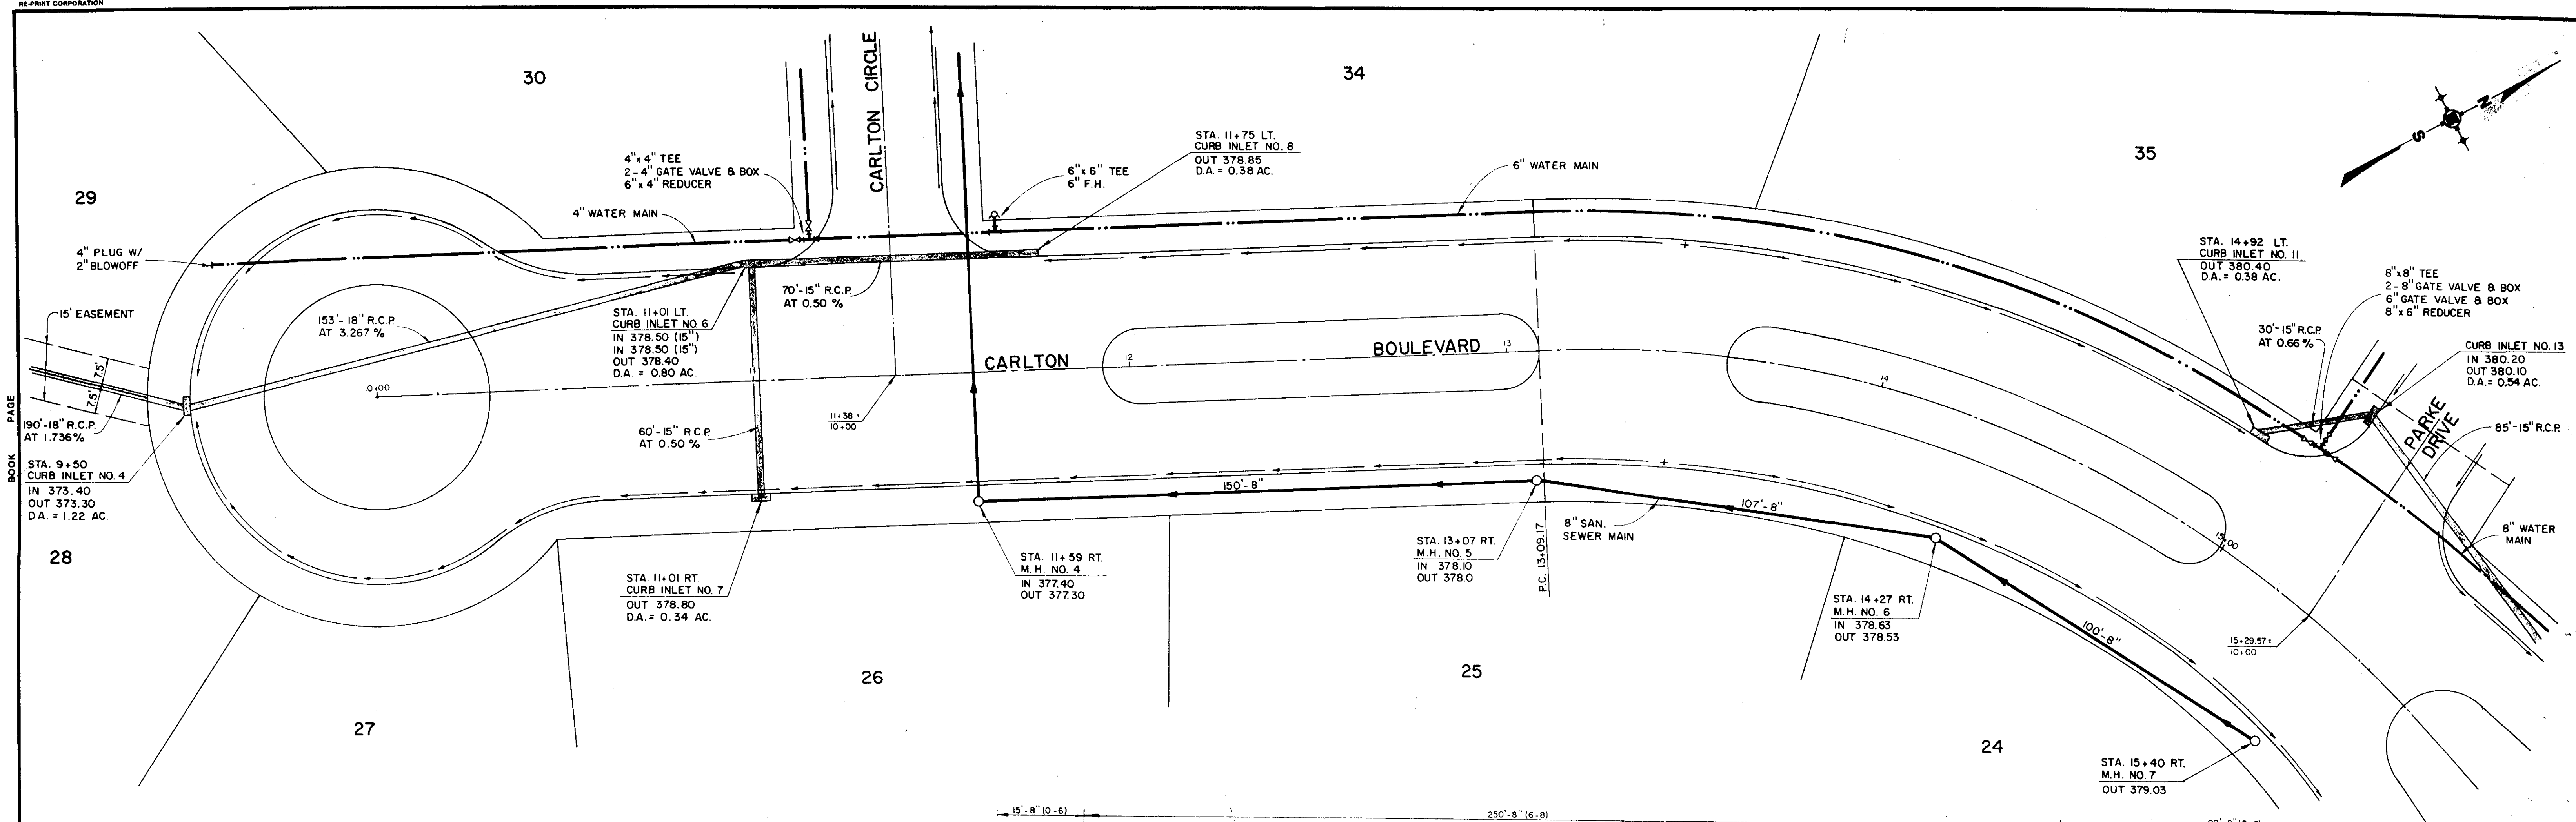 RE-PRINT CORPORATION
BOOK PAGE
30
34
35
29
28
27
26
25
24
CARLTON CIRCLE
N
S
4" x 4" TEE
2-4" GATE VALVE & BOX
6" x 4" REDUCER
4" WATER MAIN
4" PLUG W/
2" BLOWOFF
15' EASEMENT
7.5'
7.5'
190'-18" R.C.P.
AT 1.736%
STA. 9+50
CURB INLET NO. 4
IN 373.40
OUT 373.30
D.A. = 1.22 AC.
153'-18" R.C.P.
AT 3.267 %
10+00
STA. 11+01 LT.
CURB INLET NO. 6
IN 378.50 (15")
IN 378.50 (15")
OUT 378.40
D.A. = 0.80 AC.
70'-15" R.C.P.
AT 0.50 %
60'-15" R.C.P.
AT 0.50 %
STA. 11+01 RT.
CURB INLET NO. 7
OUT 378.80
D.A. = 0.34 AC.
11+38 =
10+00
6" x 6" TEE
6" F.H.
STA. 11+75 LT.
CURB INLET NO. 8
OUT 378.85
D.A. = 0.38 AC.
6" WATER MAIN
CARLTON BOULEVARD
12
13
14
15+00
150'-8"
STA. 11+59 RT.
M.H. NO. 4
IN 377.40
OUT 377.30
STA. 13+07 RT.
M.H. NO. 5
IN 378.10
OUT 378.0
P.C. 13+09.17
107'-8"
8" SAN.
SEWER MAIN
STA. 14+27 RT.
M.H. NO. 6
IN 378.63
OUT 378.53
100'-8"
STA. 15+40 RT.
M.H. NO. 7
OUT 379.03
STA. 14+92 LT.
CURB INLET NO. 11
OUT 380.40
D.A. = 0.38 AC.
8"x8" TEE
2-8" GATE VALVE & BOX
6" GATE VALVE & BOX
8" x 6" REDUCER
30'-15" R.C.P.
AT 0.66 %
CURB INLET NO. 13
IN 380.20
OUT 380.10
D.A. = 0.54 AC.
PARKE
DRIVE
85'-15" R.C.P.
8" WATER
MAIN
15+29.57 =
10+00
15'-8" (0-6)
250'-8" (6-8)